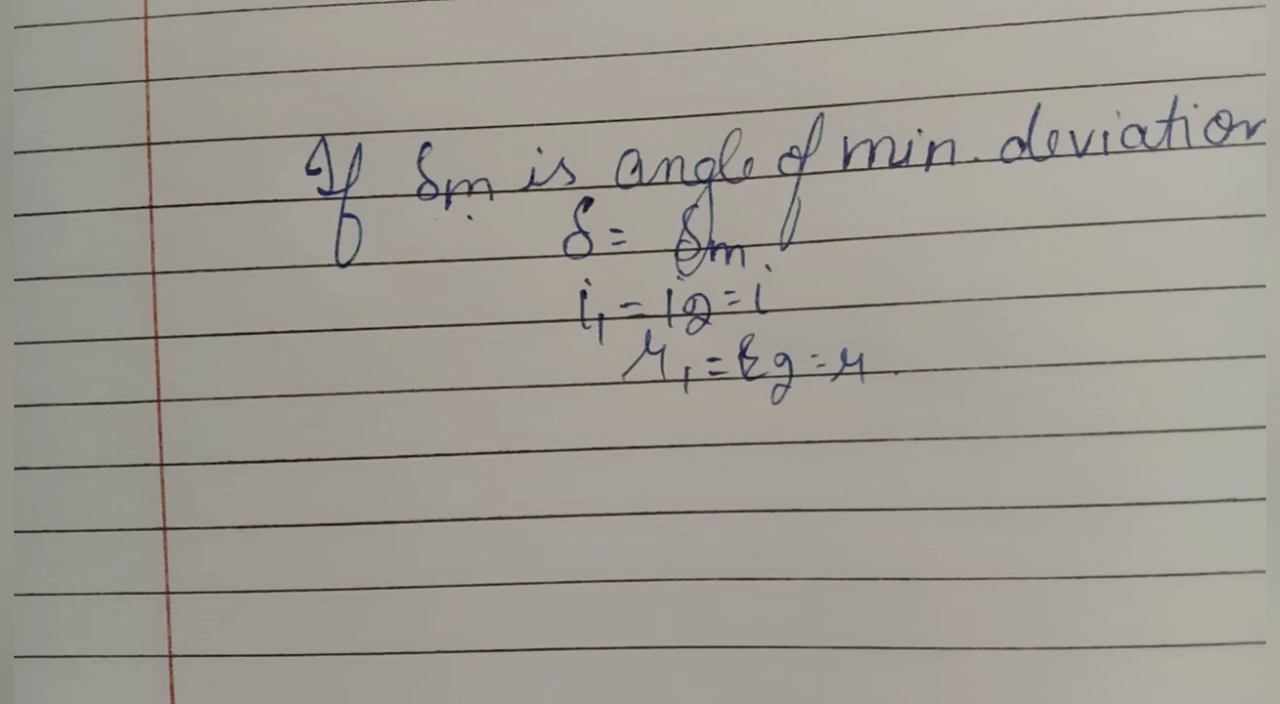 If δm is angle of min. deviation
δ = δm
i₁ = i₂ = i
r₁ = r₂ = r